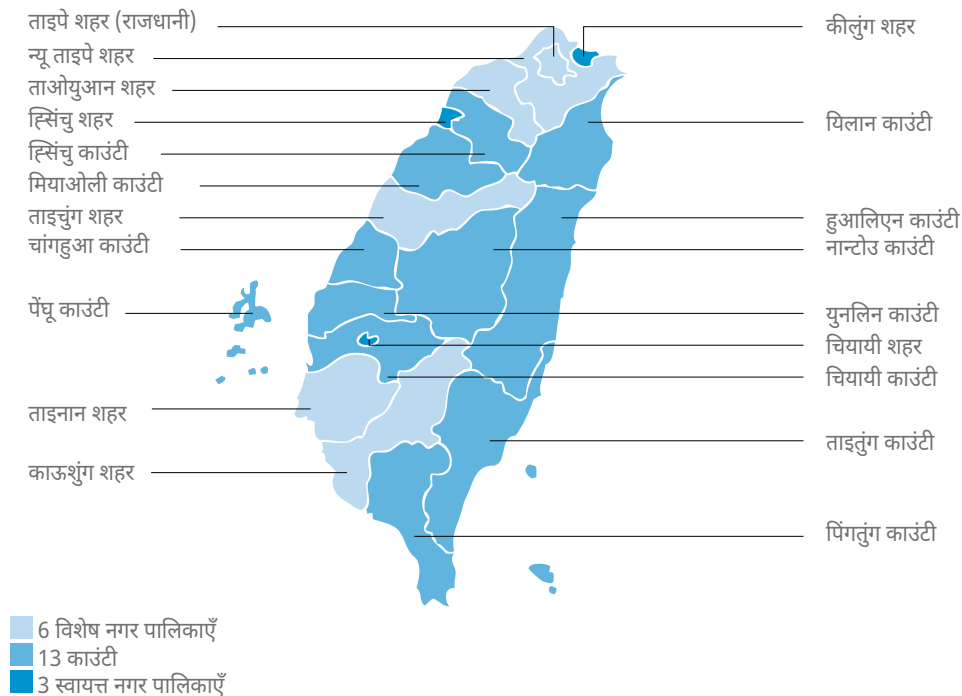 ताइपे शहर (राजधानी)
न्यू ताइपे शहर
ताओयुआन शहर
ह्सिंचु शहर
ह्सिंचु काउंटी
मियाओली काउंटी
ताइचुंग शहर
चांगहुआ काउंटी
पेंघू काउंटी
ताइनान शहर
काऊशुंग शहर
कीलुंग शहर
यिलान काउंटी
हुआलिएन काउंटी
नान्टोउ काउंटी
युनलिन काउंटी
चियायी शहर
चियायी काउंटी
ताइतुंग काउंटी
पिंगतुंग काउंटी
6 विशेष नगर पालिकाएँ
13 काउंटी
3 स्वायत्त नगर पालिकाएँ